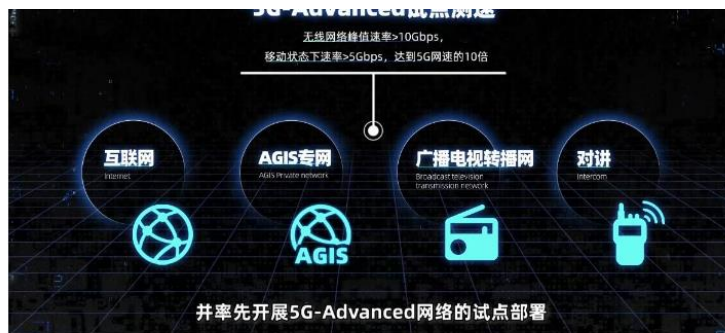 5G-Advanced试点测速
无线网络峰值速率>10Gbps，
移动状态下速率>5Gbps，达到5G网速的10倍
互联网
Internet
AGIS专网
AGIS Private network
广播电视转播网
Broadcast television
transmission network
对讲
Intercom
AGIS
并率先开展5G-Advanced网络的试点部署